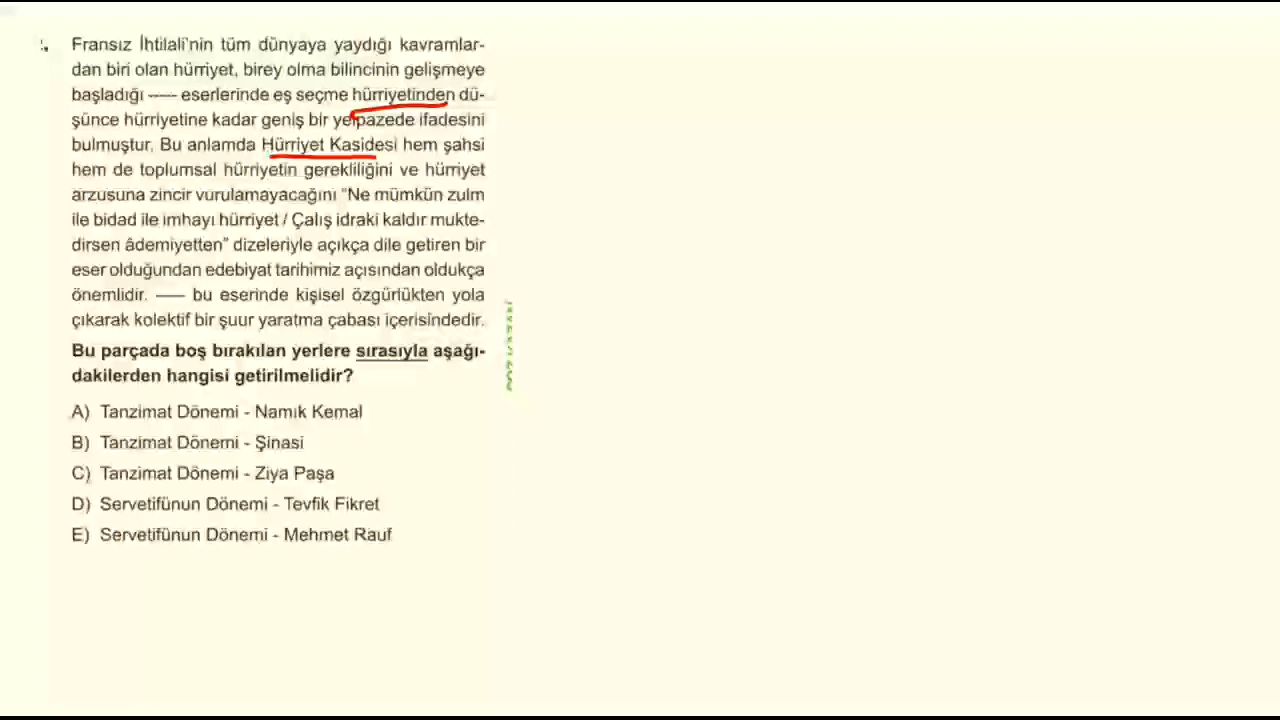 Fransız İhtilali'nin tüm dünyaya yaydığı kavramlar-
dan biri olan hürriyet, birey olma bilincinin gelişmeye
başladığı ---- eserlerinde eş seçme hürriyetinden dü-
şünce hürriyetine kadar geniş bir yelpazede ifadesini
bulmuştur. Bu anlamda Hürriyet Kasidesi hem şahsi
hem de toplumsal hürriyetin gerekliliğini ve hürriyet
arzusuna zincir vurulamayacağını "Ne mümkün zulm
ile bidad ile imhayı hürriyet / Çalış idraki kaldır mukte-
dirsen âdemiyetten" dizeleriyle açıkça dile getiren bir
eser olduğundan edebiyat tarihimiz açısından oldukça
önemlidir. ---- bu eserinde kişisel özgürlükten yola
çıkarak kolektif bir şuur yaratma çabası içerisindedir.
Bu parçada boş bırakılan yerlere sırasıyla aşağı-
dakilerden hangisi getirilmelidir?
A) Tanzimat Dönemi - Namık Kemal
B) Tanzimat Dönemi - Şinasi
C) Tanzimat Dönemi - Ziya Paşa
D) Servetifünun Dönemi - Tevfik Fikret
E) Servetifünun Dönemi - Mehmet Rauf